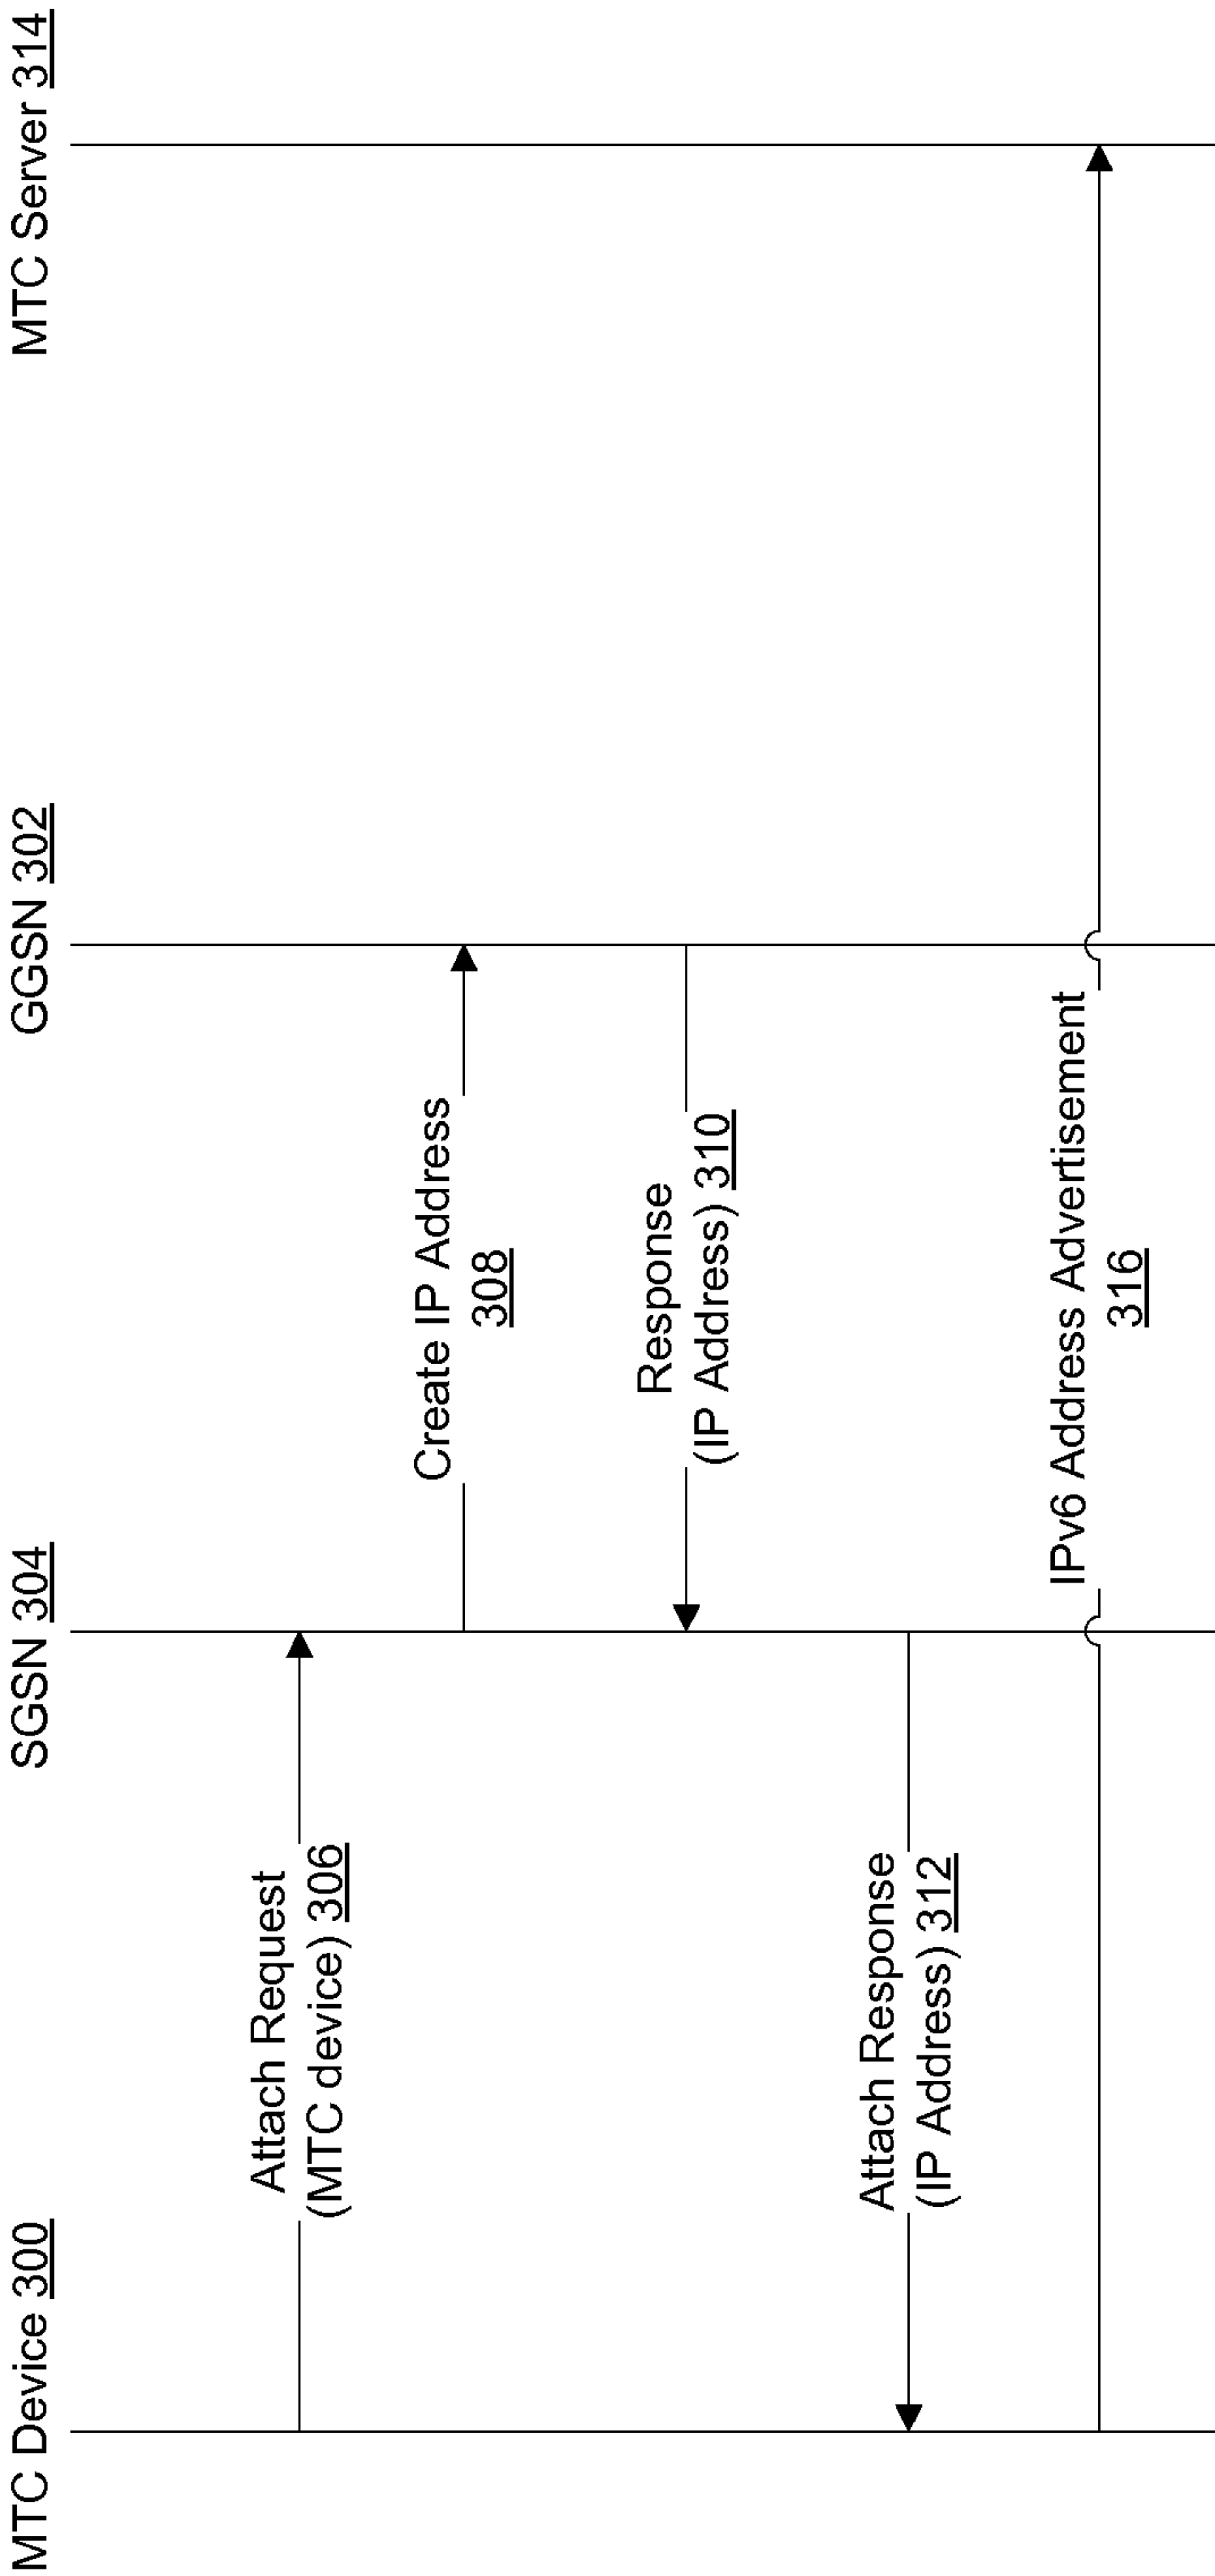 MTC Device 300
SGSN 304
GGSN 302
MTC Server 314
Attach Request
(MTC device) 306
Create IP Address
308
Response
(IP Address) 310
Attach Response
(IP Address) 312
IPv6 Address Advertisement
316